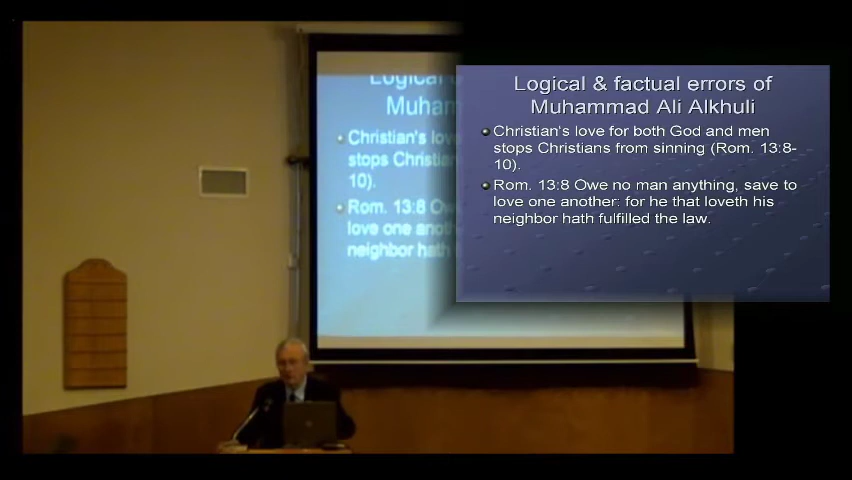 Logical & factual errors of
Muhammad Ali Alkhuli
Christian's love for both God and men
stops Christians from sinning (Rom. 13:8-
10).
Rom. 13:8 Owe no man anything, save to
love one another: for he that loveth his
neighbor hath fulfilled the law.
Logical
Muham
Christian's love
stops Christian
10).
Rom. 13:8 Owe
love one anoth
neighbor hath